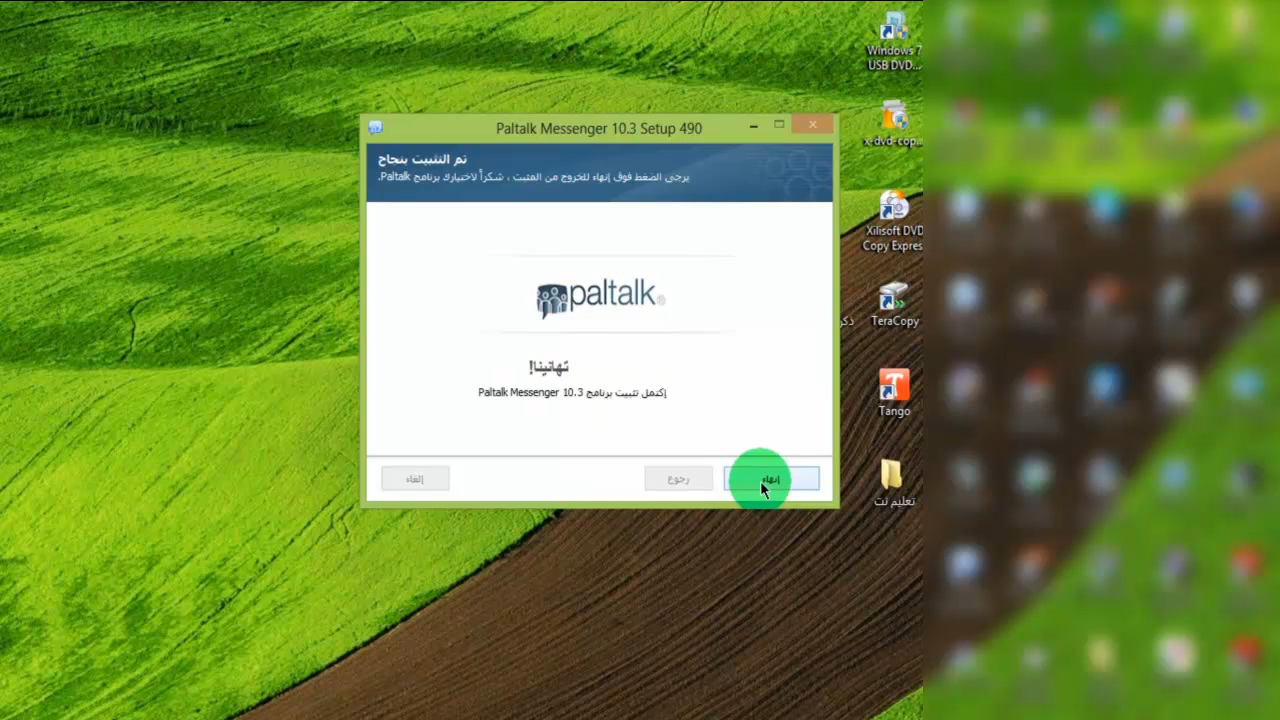 Paltalk Messenger 10.3 Setup 490
تم التثبيت بنجاح
يرجى الضغط فوق إنهاء للخروج من المثبت ، شكراً لاختيارك برنامج Paltalk.
paltalk®
تهانينا!
إكتمل تثبيت برنامج Paltalk Messenger 10.3
إلغاء
رجوع
إنهاء
Windows 7
USB DVD...
x-dvd-cop...
Xilisoft DVD
Copy Expres
TeraCopy
Tango
تعليم نت